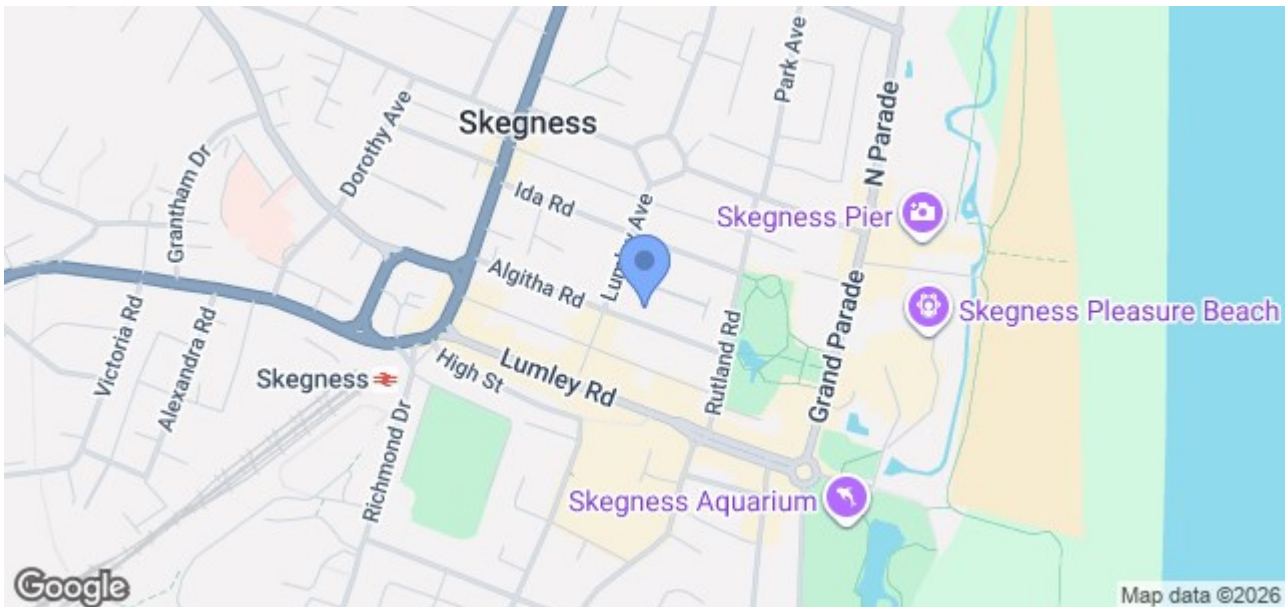 Park Ave
N Parade
Skegness
Dorothy Ave
Grantham Dr
Ida Rd
Lumley Ave
Skegness Pier
Algitha Rd
Victoria Rd
Alexandra Rd
Rutland Rd
Grand Parade
Skegness Pleasure Beach
Lumley Rd
High St
Skegness
Richmond Dr
Skegness Aquarium
Google
Map data ©2026